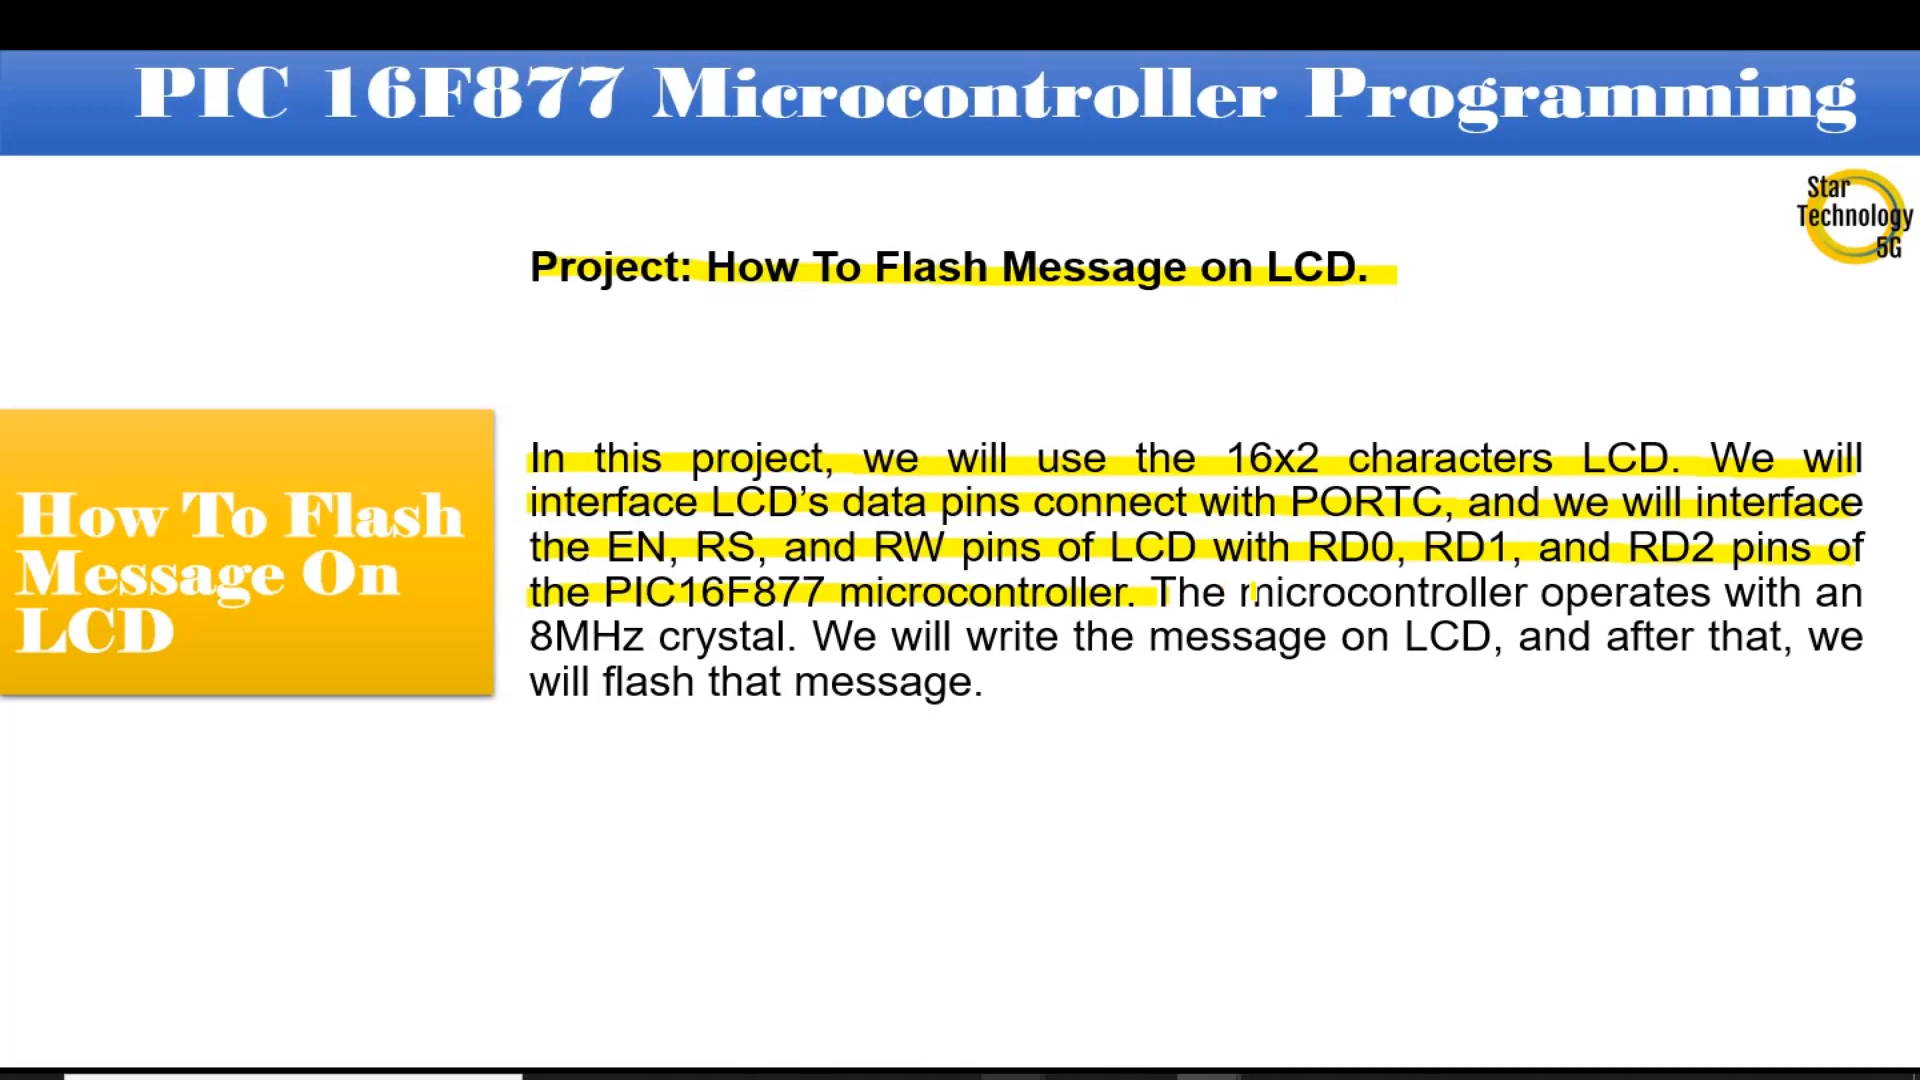 PIC 16F877 Microcontroller Programming
Star
Technology
5G
Project: How To Flash Message on LCD.
How To Flash
Message On
LCD
In this project, we will use the 16x2 characters LCD. We will
interface LCD’s data pins connect with PORTC, and we will interface
the EN, RS, and RW pins of LCD with RD0, RD1, and RD2 pins of
the PIC16F877 microcontroller. The microcontroller operates with an
8MHz crystal. We will write the message on LCD, and after that, we
will flash that message.